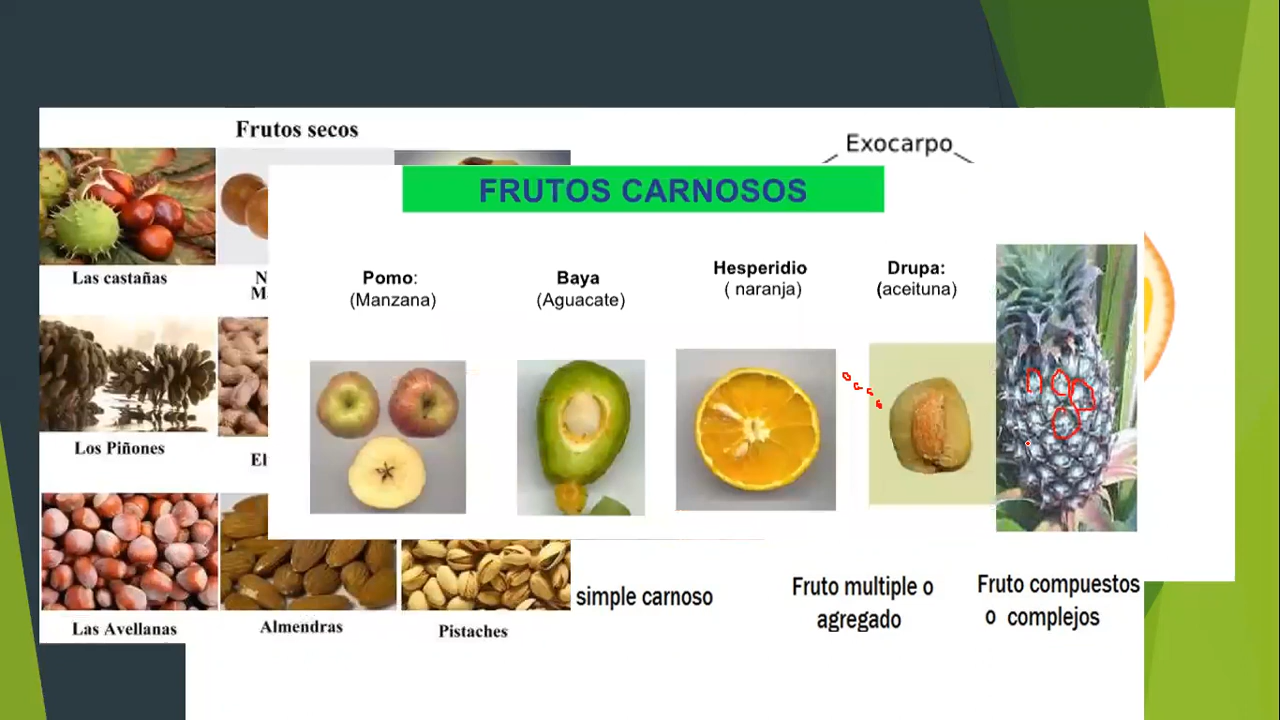 Frutos secos
Exocarpo
FRUTOS CARNOSOS
Pomo:
(Manzana)
Baya
(Aguacate)
Hesperidio
( naranja)
Drupa:
(aceituna)
Las castañas
Los Piñones
Las Avellanas
Almendras
Pistaches
simple carnoso
Fruto multiple o
agregado
Fruto compuestos
o complejos